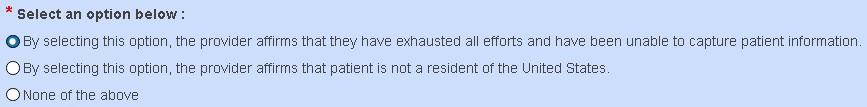 * Select an option below :
By selecting this option, the provider affirms that they have exhausted all efforts and have been unable to capture patient information.
By selecting this option, the provider affirms that patient is not a resident of the United States.
None of the above